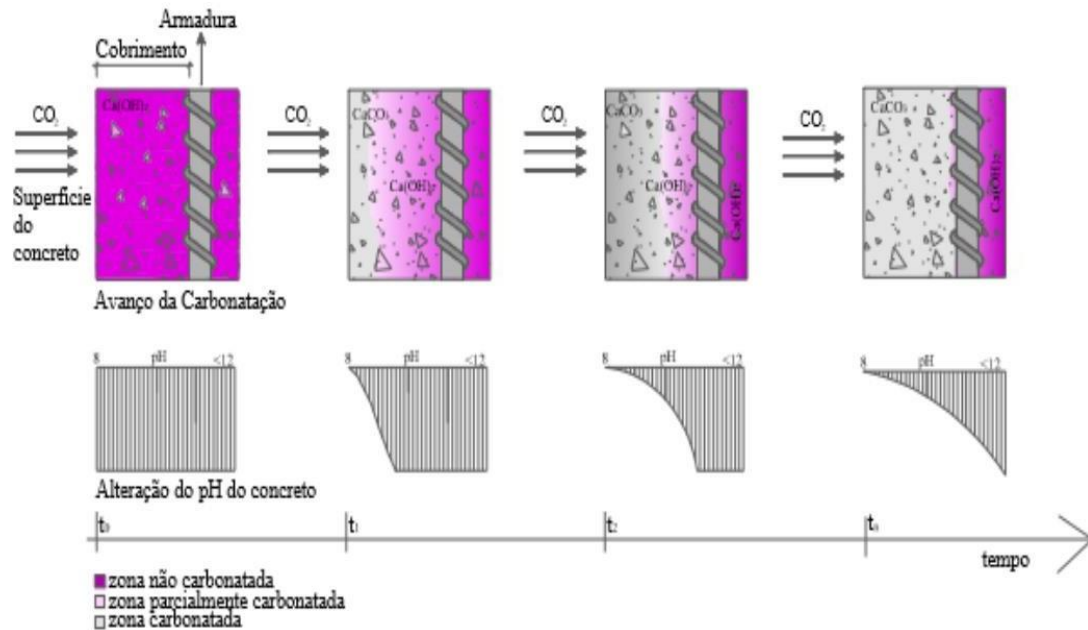 Armadura
Cobrimento
CO₂
CO₂
CO₂
CO₂
Ca(OH)₂
CaCO₃
Ca(OH)₂
CaCO₃
Ca(OH)₂
Ca(OH)₂
CaCO₃
Ca(OH)₂
Superfície
do
concreto
Avanço da Carbonatação
8 pH <12
8 pH <12
8 pH <12
8 pH <12
Alteração do pH do concreto
t₀
t₁
t₂
tempo
zona não carbonatada
zona parcialmente carbonatada
zona carbonatada